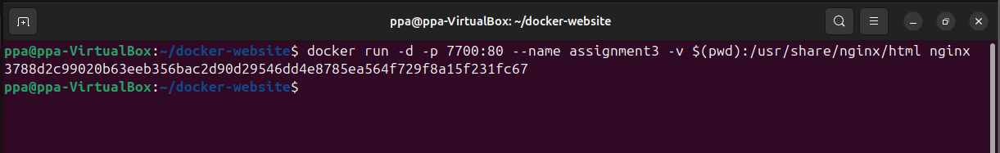 ppa@ppa-VirtualBox: ~/docker-website
ppa@ppa-VirtualBox:~/docker-website$ docker run -d -p 7700:80 --name assignment3 -v $(pwd):/usr/share/nginx/html nginx
3788d2c99020b63eeb356bac2d90d29546dd4e8785ea564f729f8a15f231fc67
ppa@ppa-VirtualBox:~/docker-website$